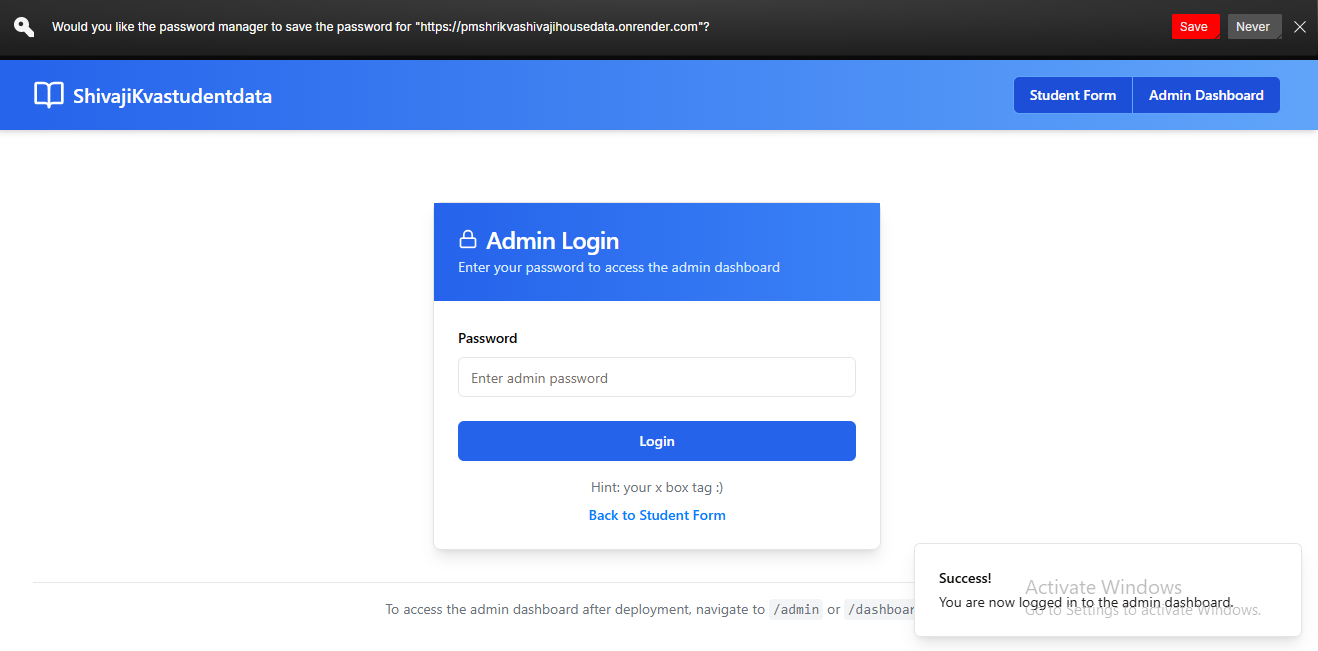 Would you like the password manager to save the password for "https://pmshrikvashivajihousedata.onrender.com"?
Save
Never
ShivajiKvastudentdata
Student Form
Admin Dashboard
Admin Login
Enter your password to access the admin dashboard
Password
Enter admin password
Login
Hint: your x box tag :)
Back to Student Form
To access the admin dashboard after deployment, navigate to /admin or
Success!
You are now logged in to the admin dashboard.
Activate Windows
Go to Settings to activate Windows.